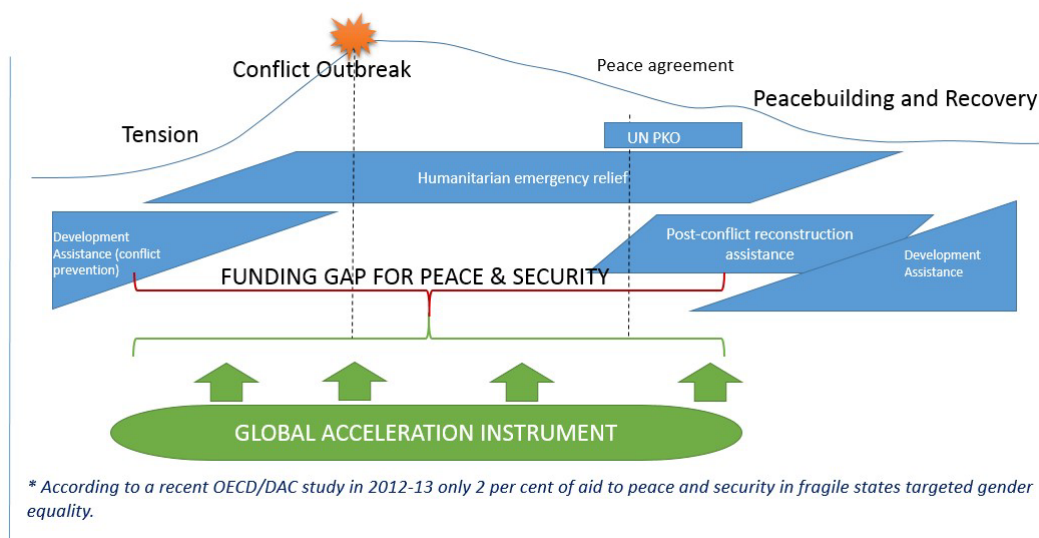 Conflict Outbreak
Peace agreement
Peacebuilding and Recovery
Tension
UN PKO
Humanitarian emergency relief
Development
Assistance (conflict
prevention)
Post-conflict reconstruction
assistance
Development
Assistance
FUNDING GAP FOR PEACE & SECURITY
GLOBAL ACCELERATION INSTRUMENT
* According to a recent OECD/DAC study in 2012-13 only 2 per cent of aid to peace and security in fragile states targeted gender
equality.